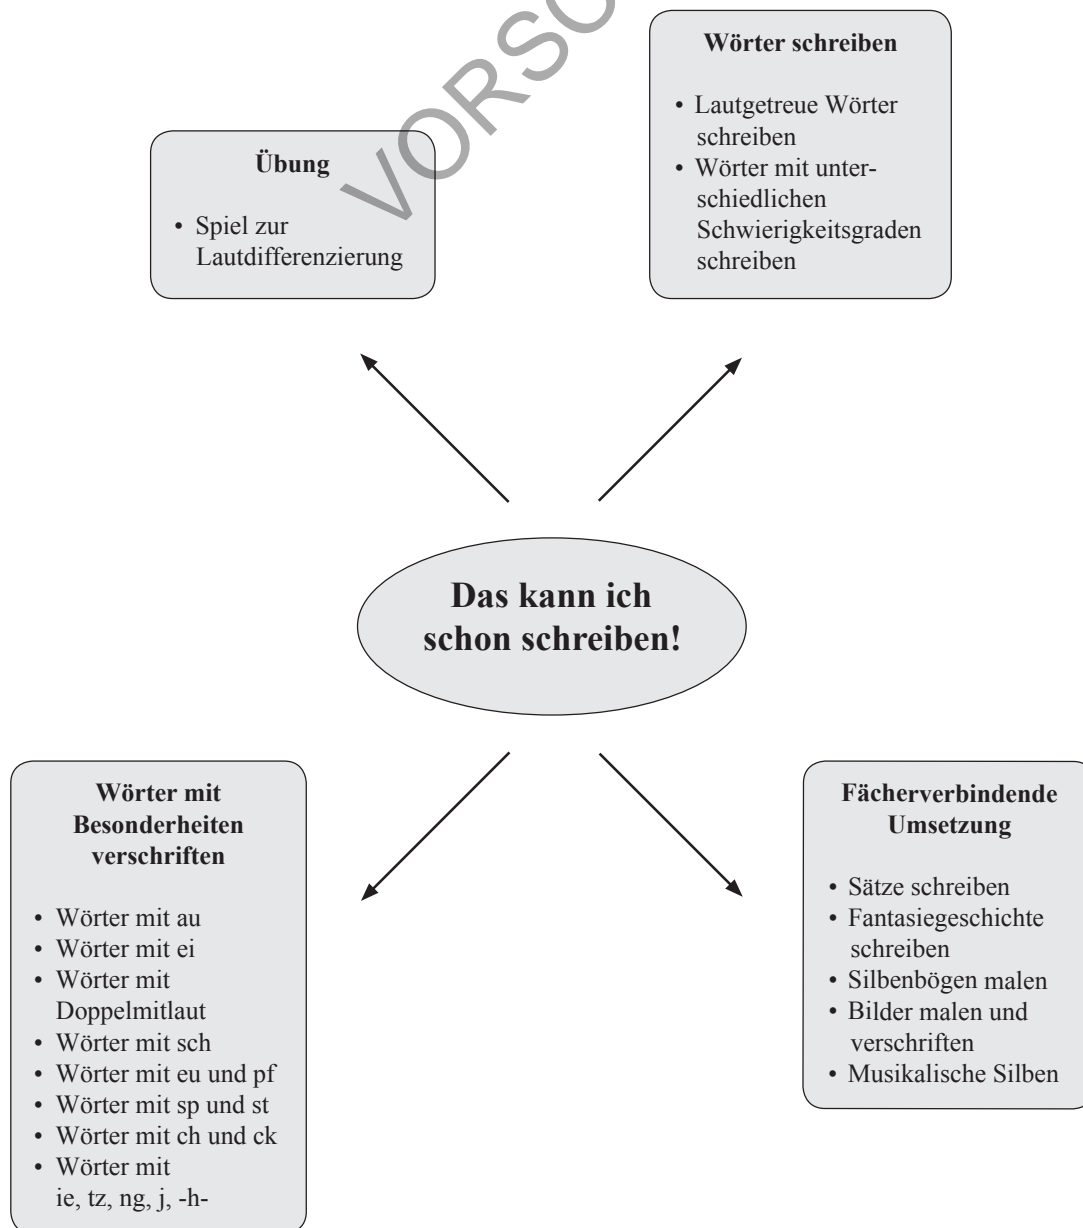 VORSC
Wörter schreiben
• Lautgetreue Wörter
schreiben
• Wörter mit unter-
schiedlichen
Schwierigkeitsgraden
schreiben
Übung
• Spiel zur
Lautdifferenzierung
Das kann ich
schon schreiben!
Wörter mit
Besonderheiten
verschriften
• Wörter mit au
• Wörter mit ei
• Wörter mit
Doppelmitlaut
• Wörter mit sch
• Wörter mit eu und pf
• Wörter mit sp und st
• Wörter mit ch und ck
• Wörter mit
ie, tz, ng, j, -h-
Fächerverbindende
Umsetzung
• Sätze schreiben
• Fantasiegeschichte
schreiben
• Silbenbögen malen
• Bilder malen und
verschriften
• Musikalische Silben